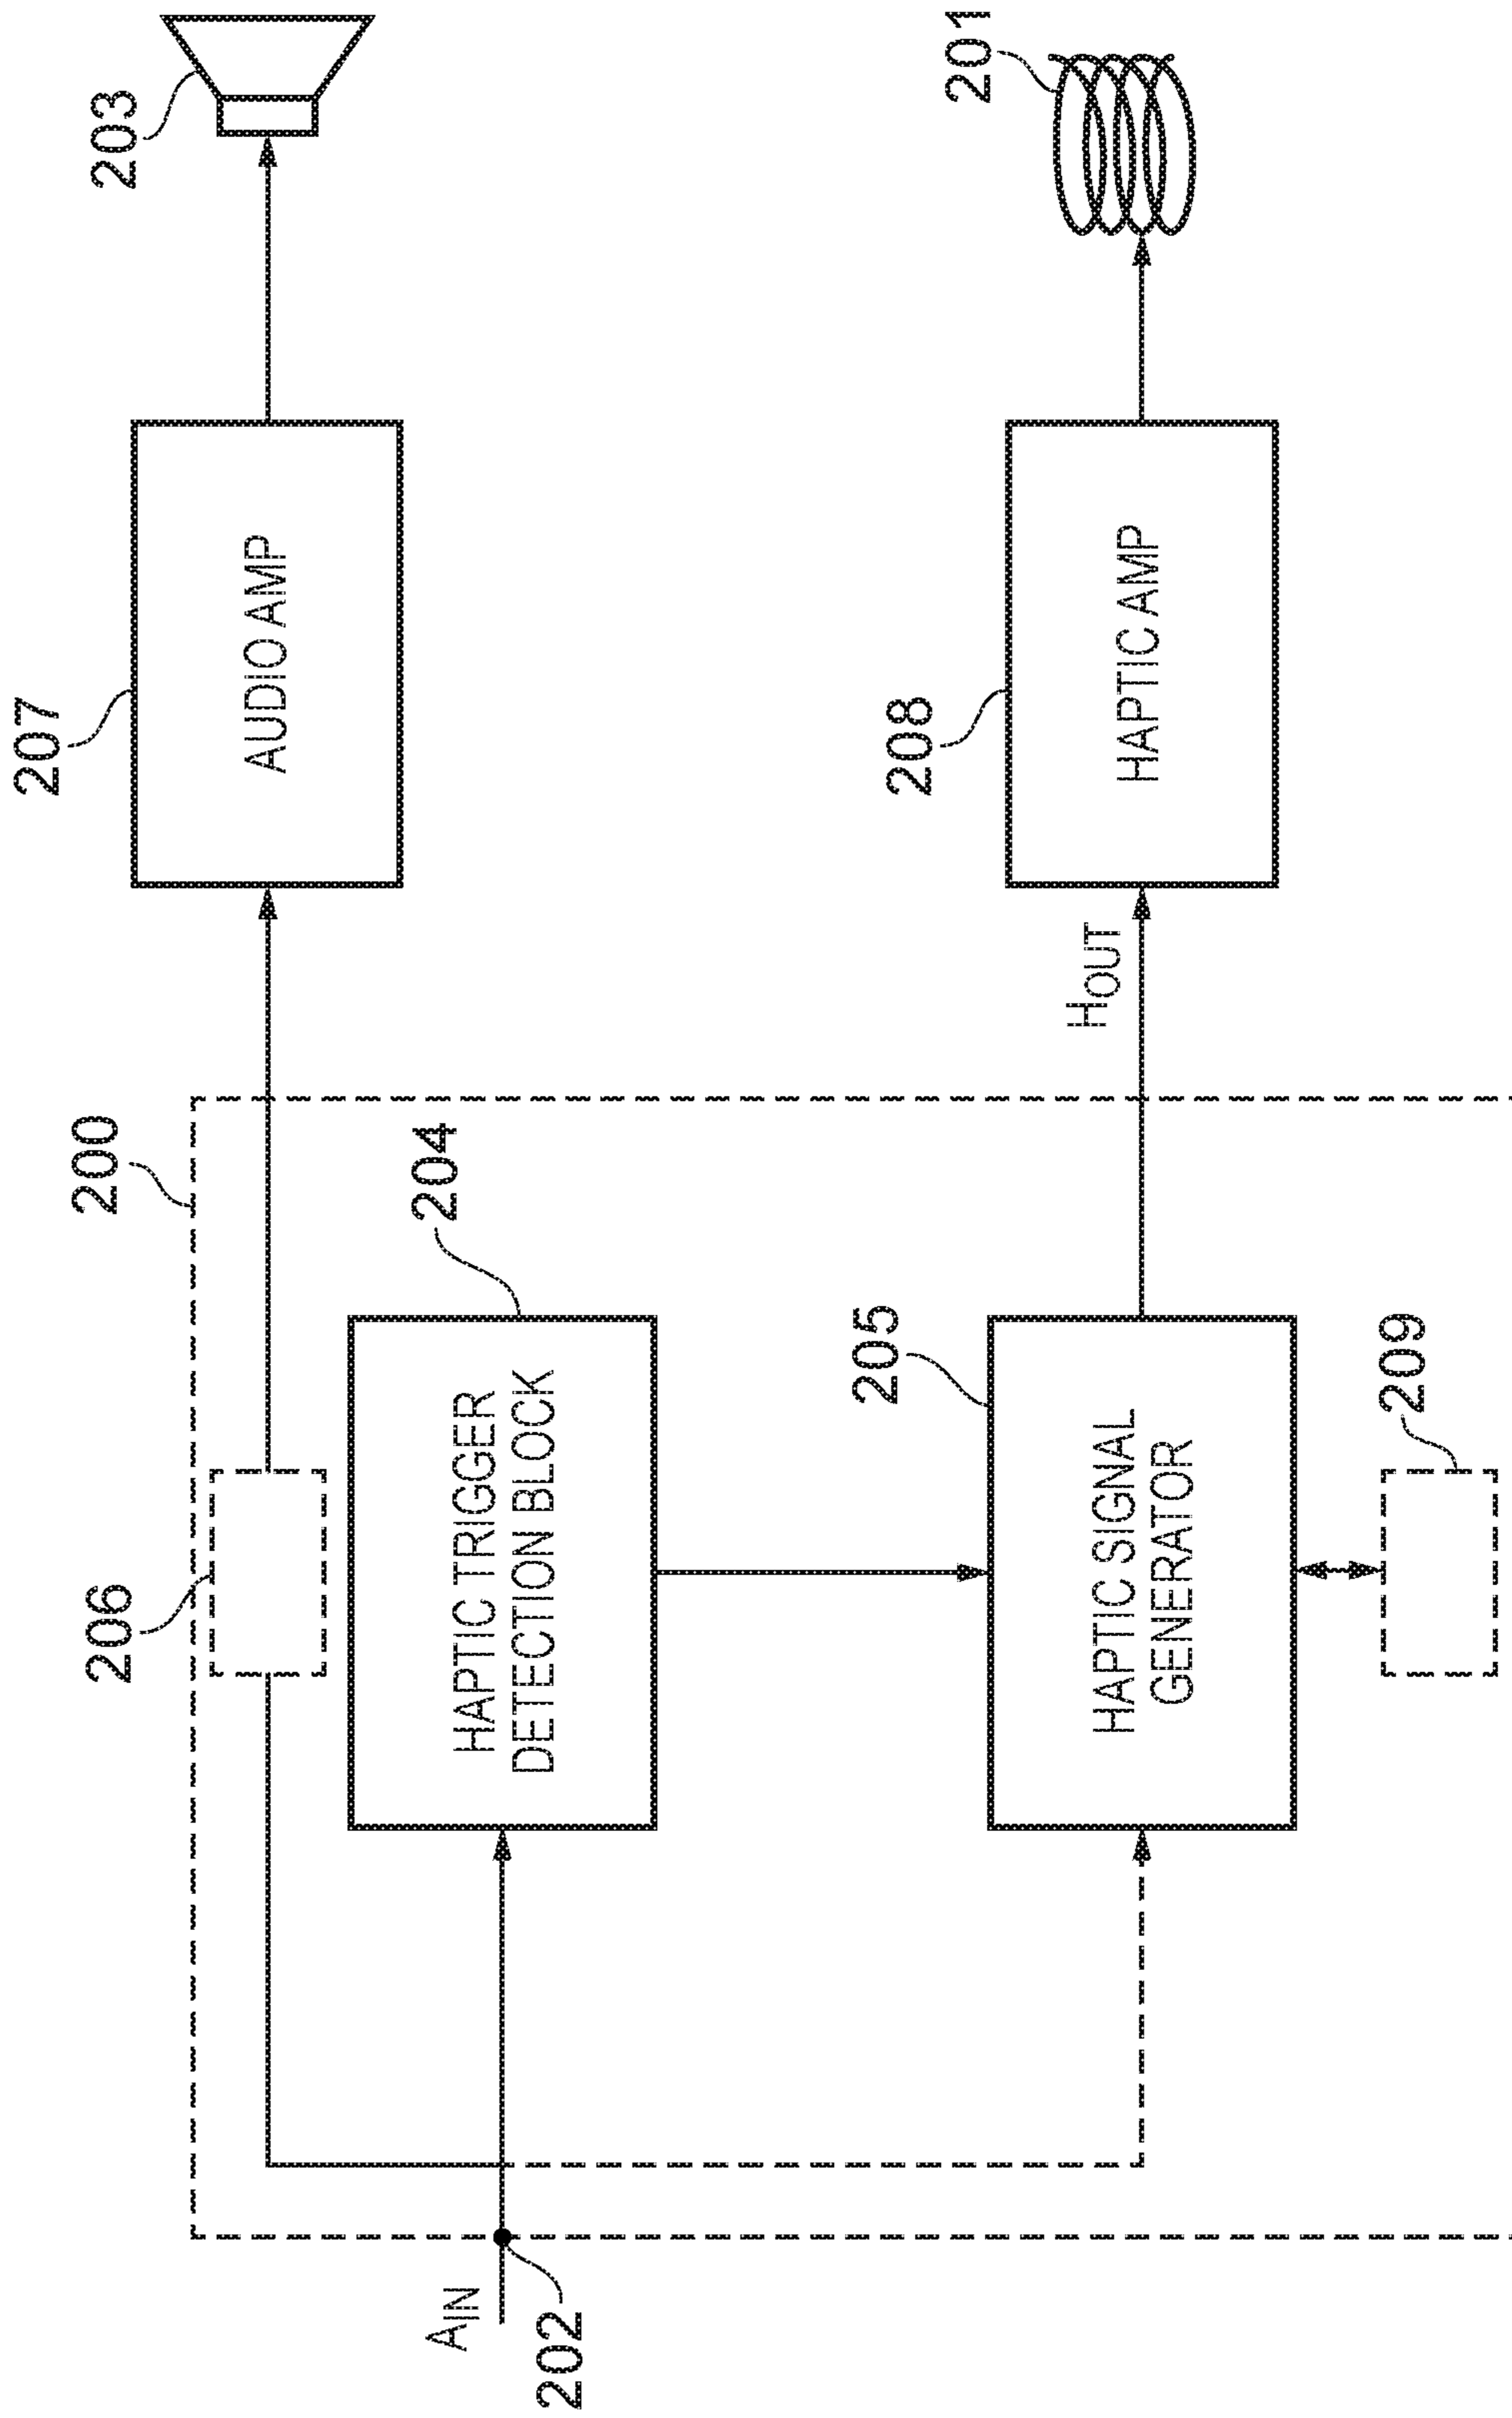 200
206
207
203
AUDIO AMP
AIN
202
204
HAPTIC TRIGGER
DETECTION BLOCK
205
208
201
HAPTIC SIGNAL
GENERATOR
HOUT
HAPTIC AMP
209